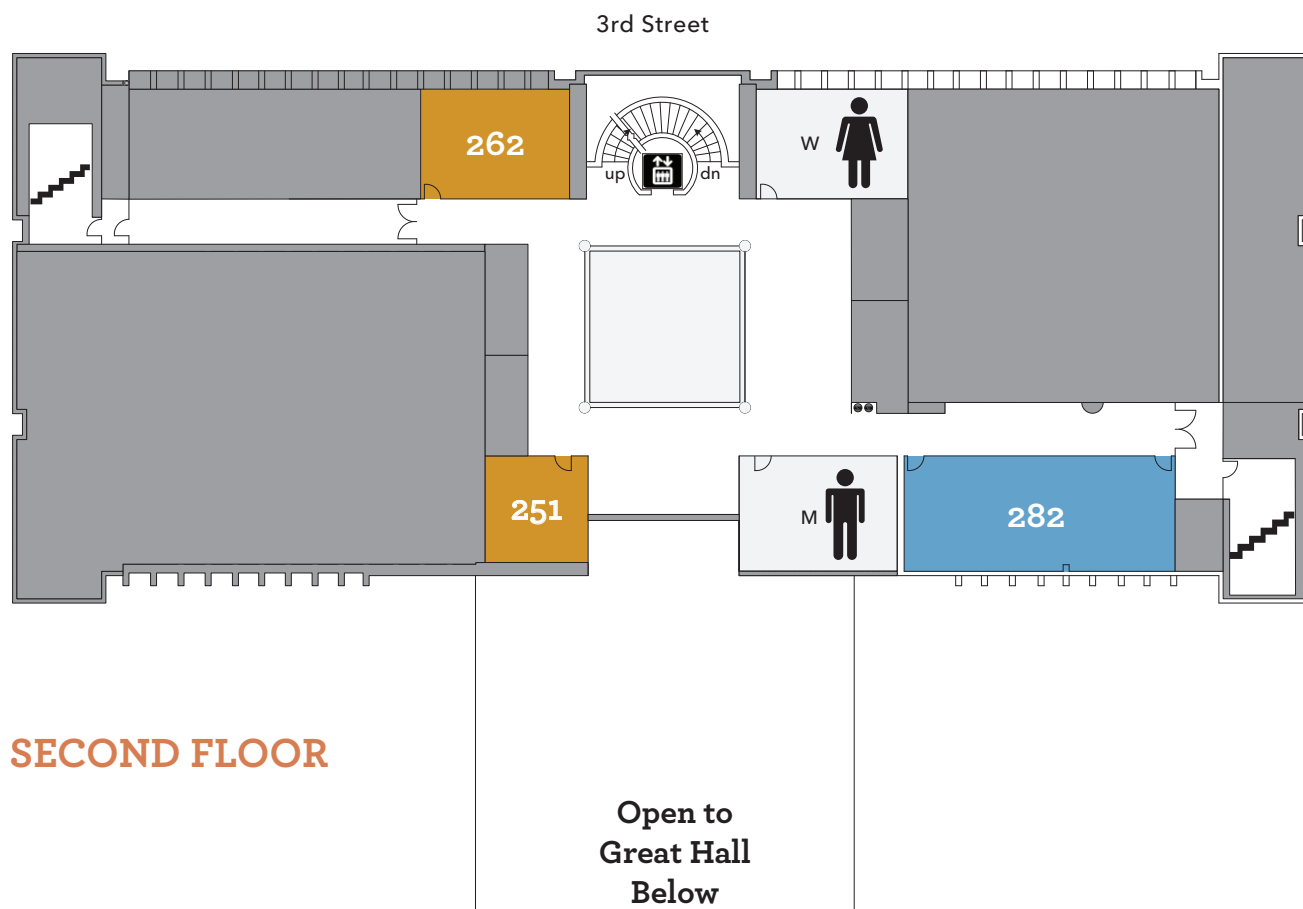 3rd Street
262
W
up
dn
251
M
282
SECOND FLOOR
Open to
Great Hall
Below